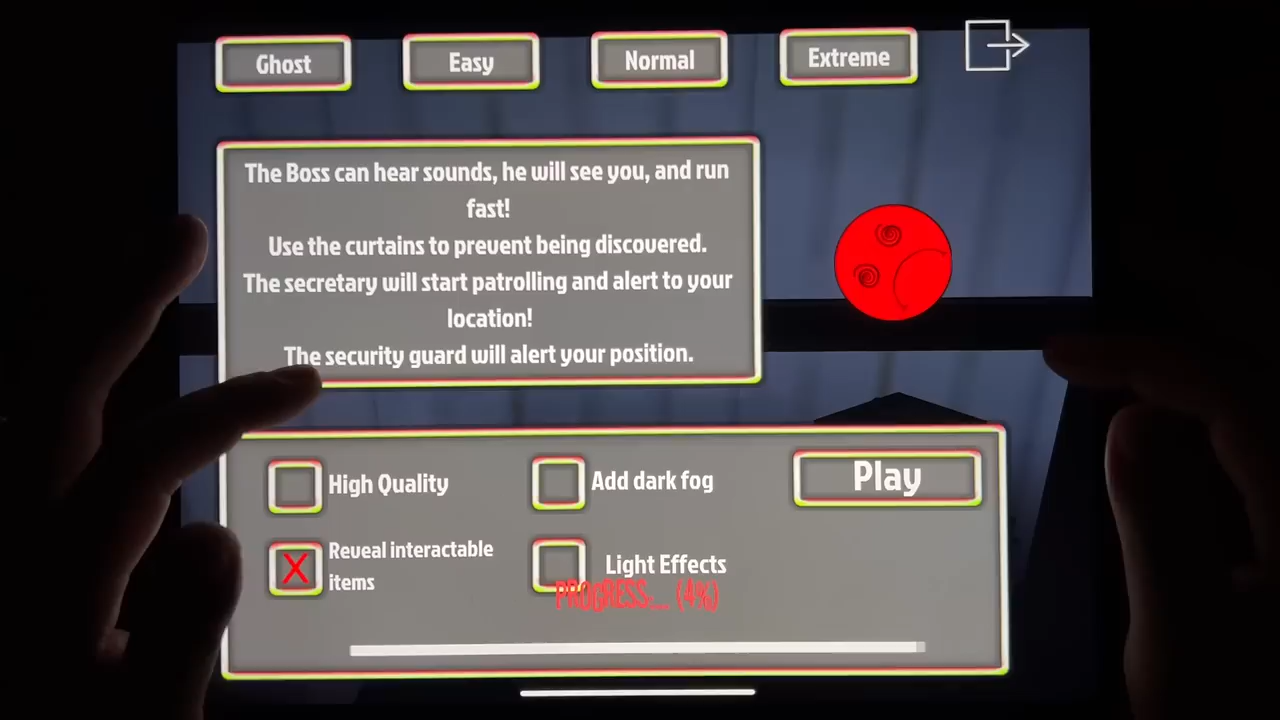 Ghost
Easy
Normal
Extreme
The Boss can hear sounds, he will see you, and run
fast!
Use the curtains to prevent being discovered.
The secretary will start patrolling and alert to your
location!
The security guard will alert your position.
High Quality
Add dark fog
Play
X
Reveal interactable
items
Light Effects
PROGRESS:... (4%)